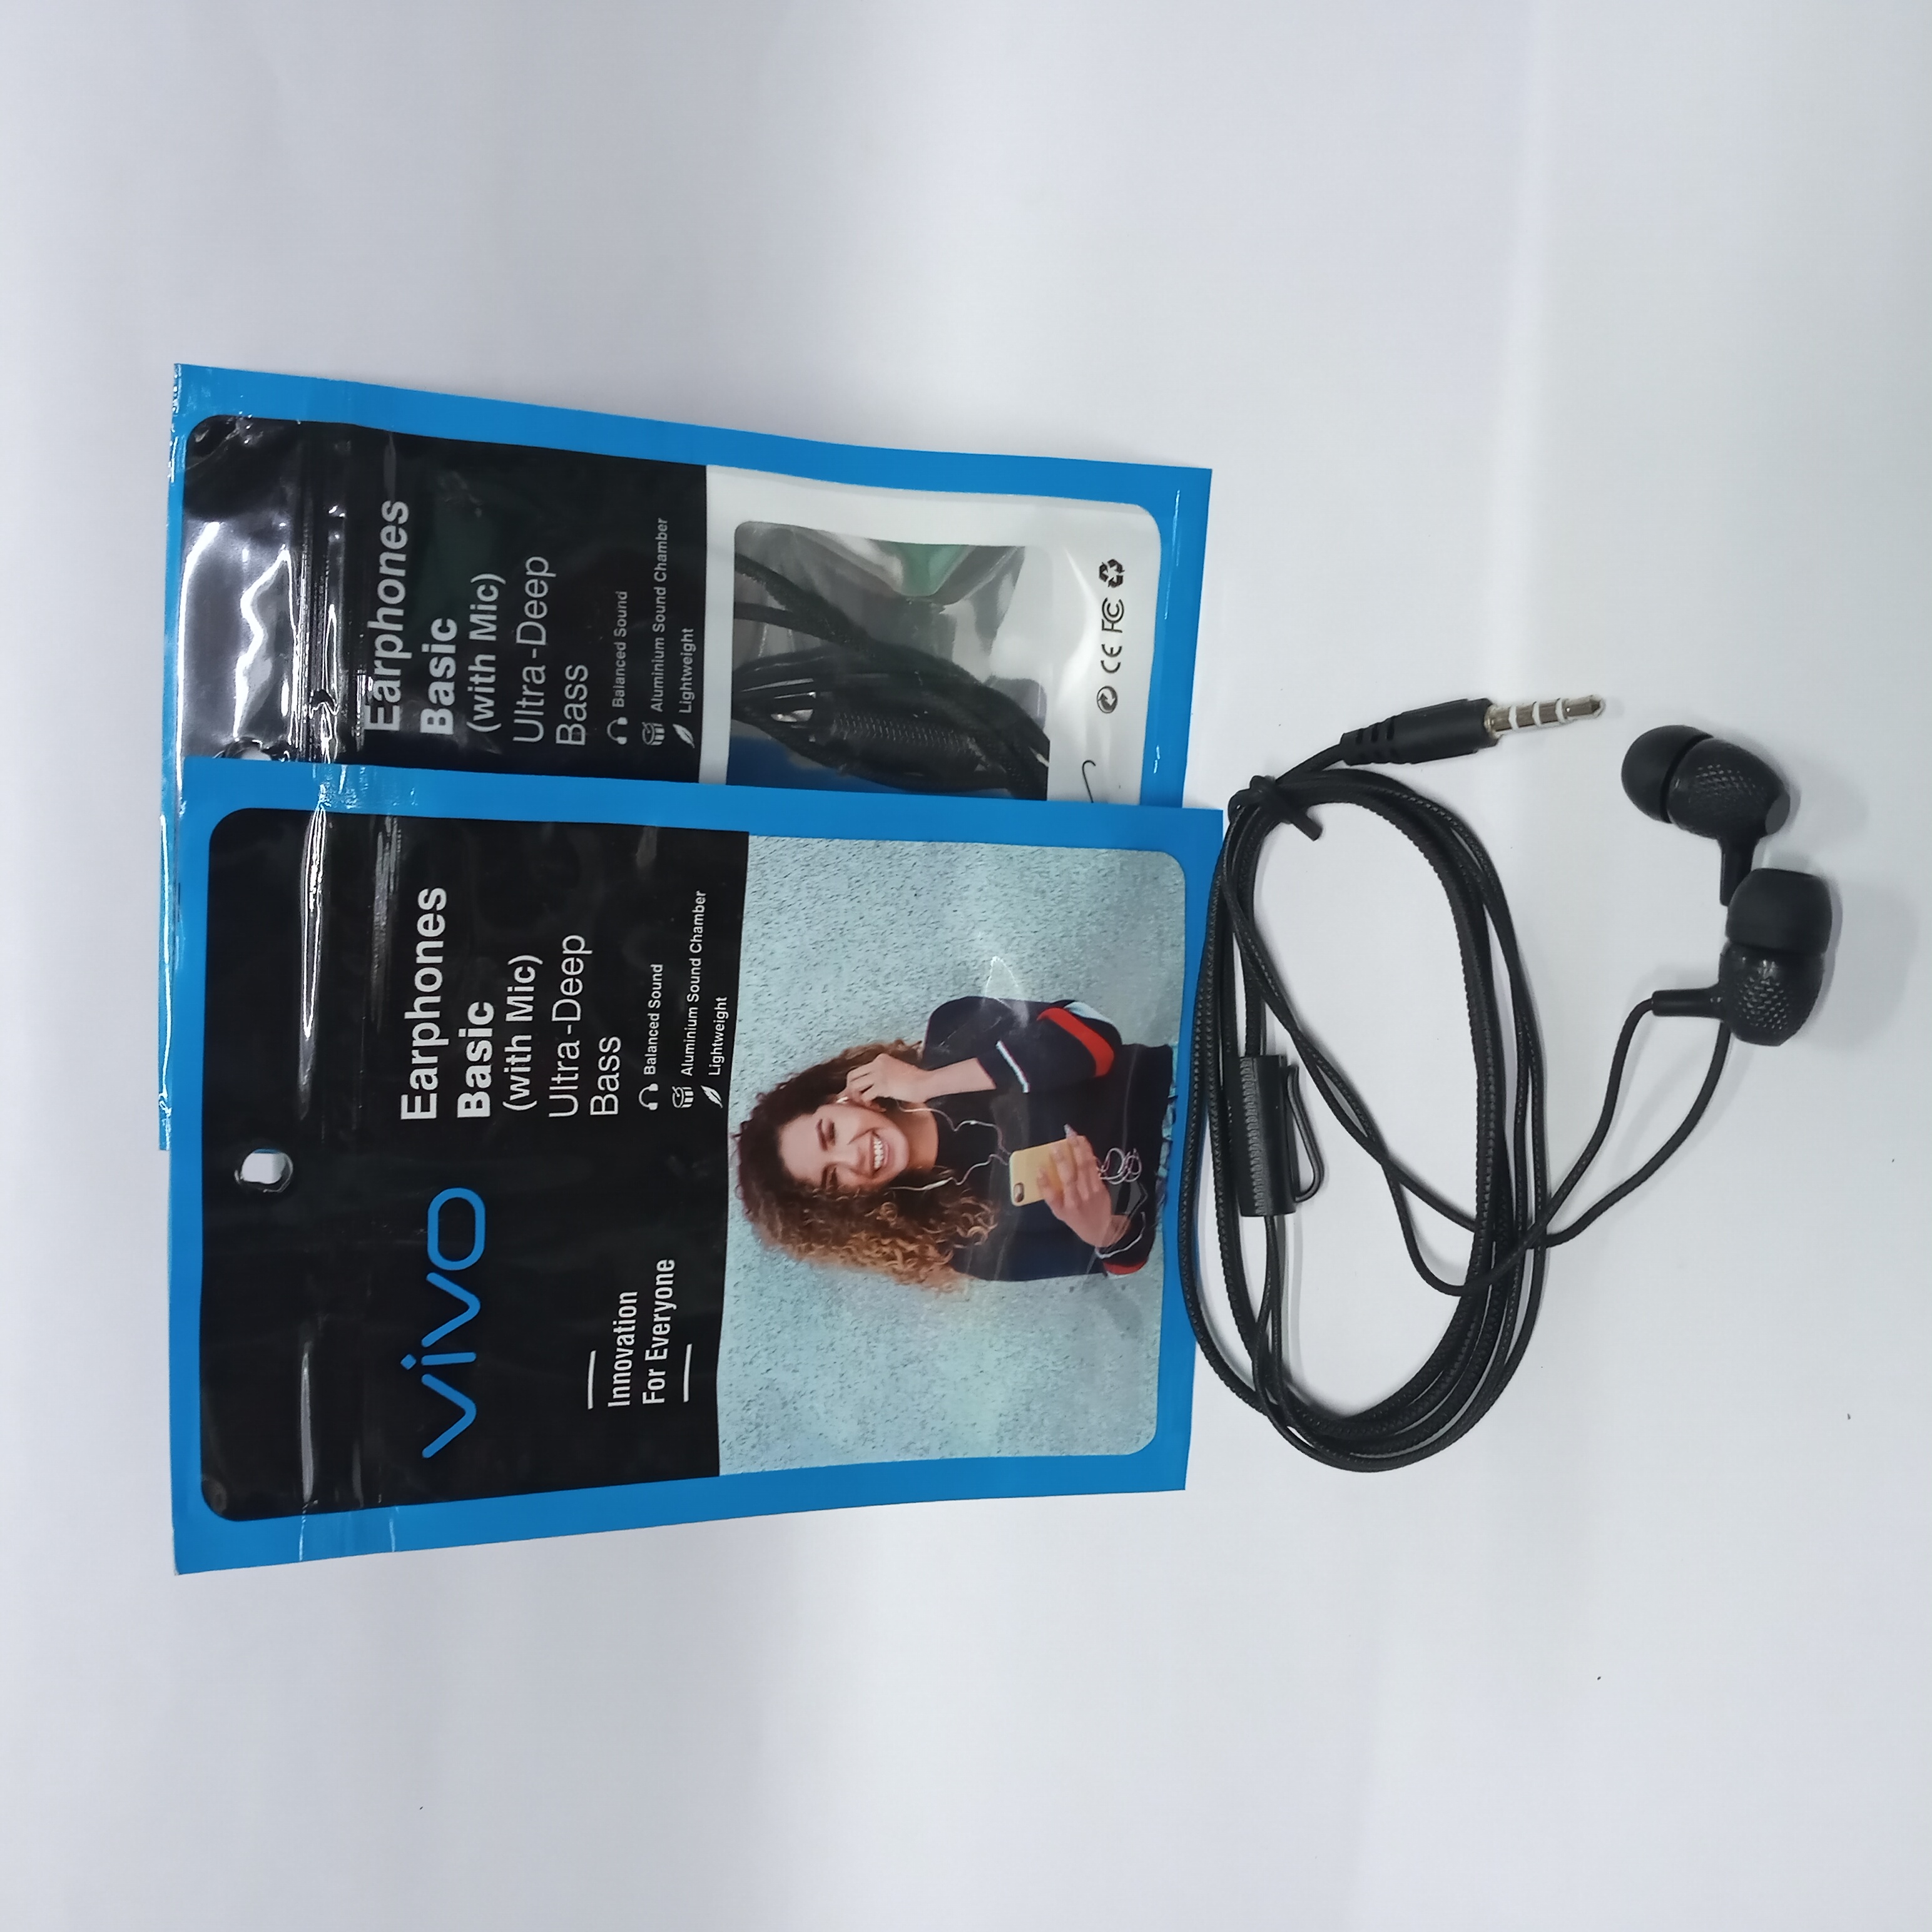 vivo
Innovation
For Everyone
Earphones
Basic
(with Mic)
Ultra-Deep
Bass
Balanced Sound
Aluminium Sound Chamber
Lightweight
Earphones
Basic
(with Mic)
Ultra-Deep
Bass
Balanced Sound
Aluminium Sound Chamber
Lightweight
CE FC